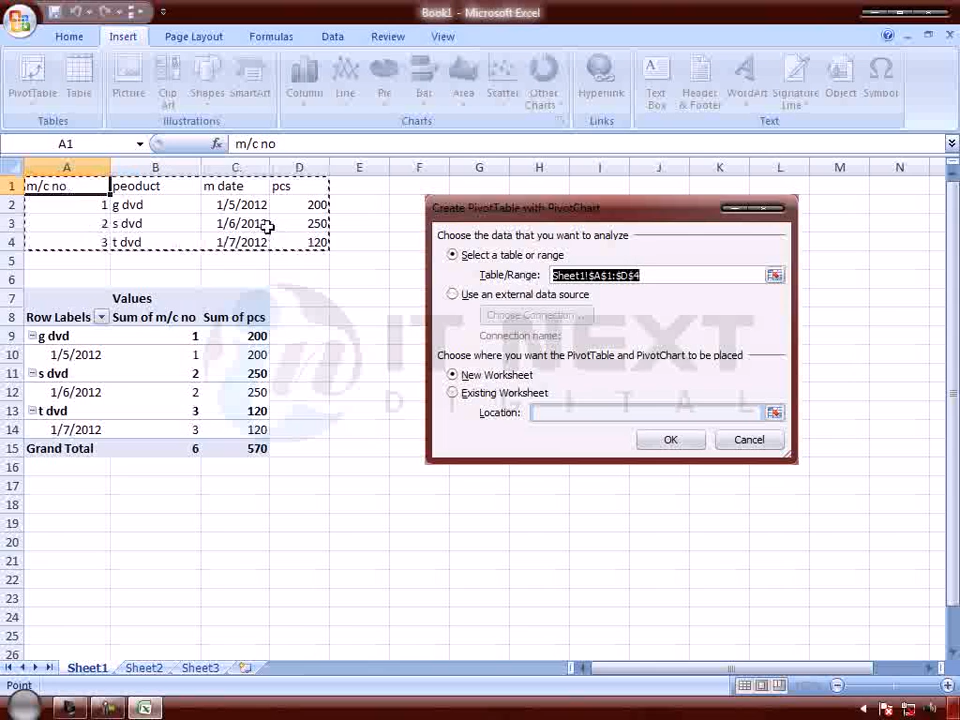 Book1 - Microsoft Excel
Home Insert Page Layout Formulas Data Review View
PivotTable Table Picture Clip Art Shapes SmartArt Column Line Pie Bar Area Scatter Other Charts Hyperlink Text Box Header & Footer WordArt Signature Line Object Symbol
Tables Illustrations Charts Links Text
A1 fx m/c no
A B C D E F G H I J K L M N
1 m/c no peoduct m date pcs
2 1 g dvd 1/5/2012 200
3 2 s dvd 1/6/2012 250
4 3 t dvd 1/7/2012 120
5
6
7 Values
8 Row Labels Sum of m/c no Sum of pcs
9 g dvd 1 200
10 1/5/2012 1 200
11 s dvd 2 250
12 1/6/2012 2 250
13 t dvd 3 120
14 1/7/2012 3 120
15 Grand Total 6 570
16
17
18
19
20
21
22
23
24
25
26
Create PivotTable with PivotChart
Choose the data that you want to analyze
Select a table or range
Table/Range: Sheet1!$A$1:$D$4
Use an external data source
Choose Connection...
Connection name:
Choose where you want the PivotTable and PivotChart to be placed
New Worksheet
Existing Worksheet
Location:
OK Cancel
IT NEXT
DIGITAL
Sheet1 Sheet2 Sheet3
Point